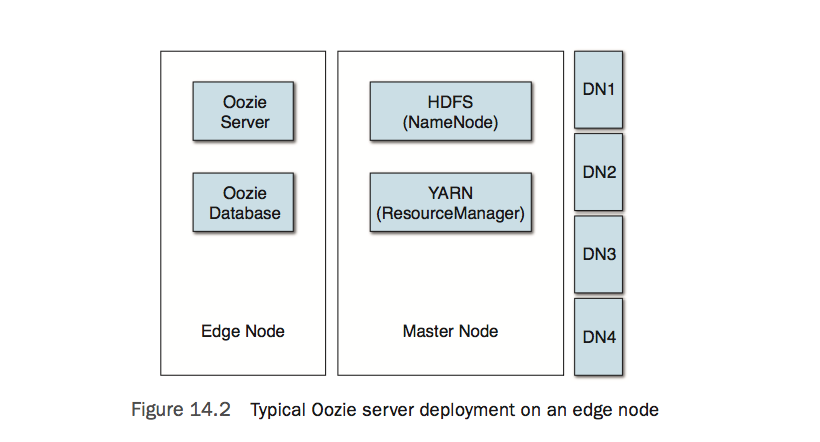 Oozie
Server
Oozie
Database
Edge Node
HDFS
(NameNode)
YARN
(ResourceManager)
Master Node
DN1
DN2
DN3
DN4
Figure 14.2 Typical Oozie server deployment on an edge node